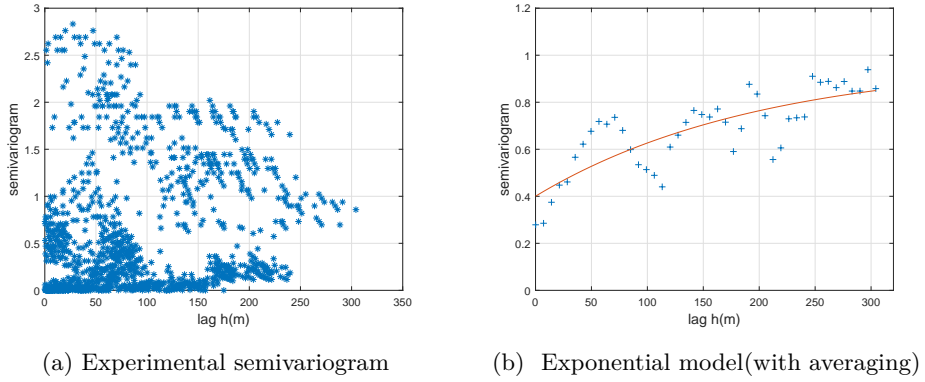 3
2.5
2
1.5
1
0.5
0
semivariogram
0 50 100 150 200 250 300 350
lag h(m)
(a) Experimental semivariogram
1.2
1
0.8
0.6
0.4
0.2
0
semivariogram
0 50 100 150 200 250 300
lag h(m)
(b) Exponential model(with averaging)